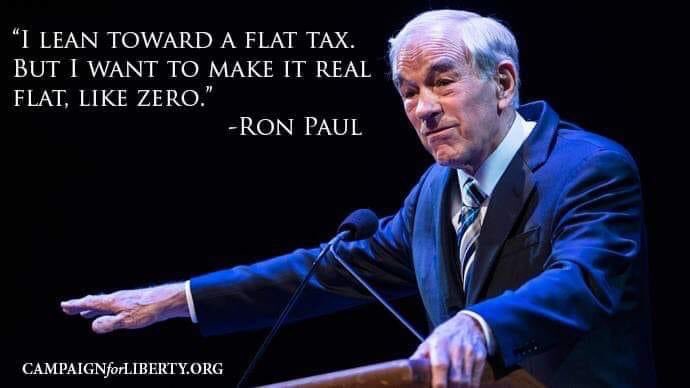 “I LEAN TOWARD A FLAT TAX.
BUT I WANT TO MAKE IT REAL
FLAT, LIKE ZERO.”
-RON PAUL
CAMPAIGNforLIBERTY.ORG